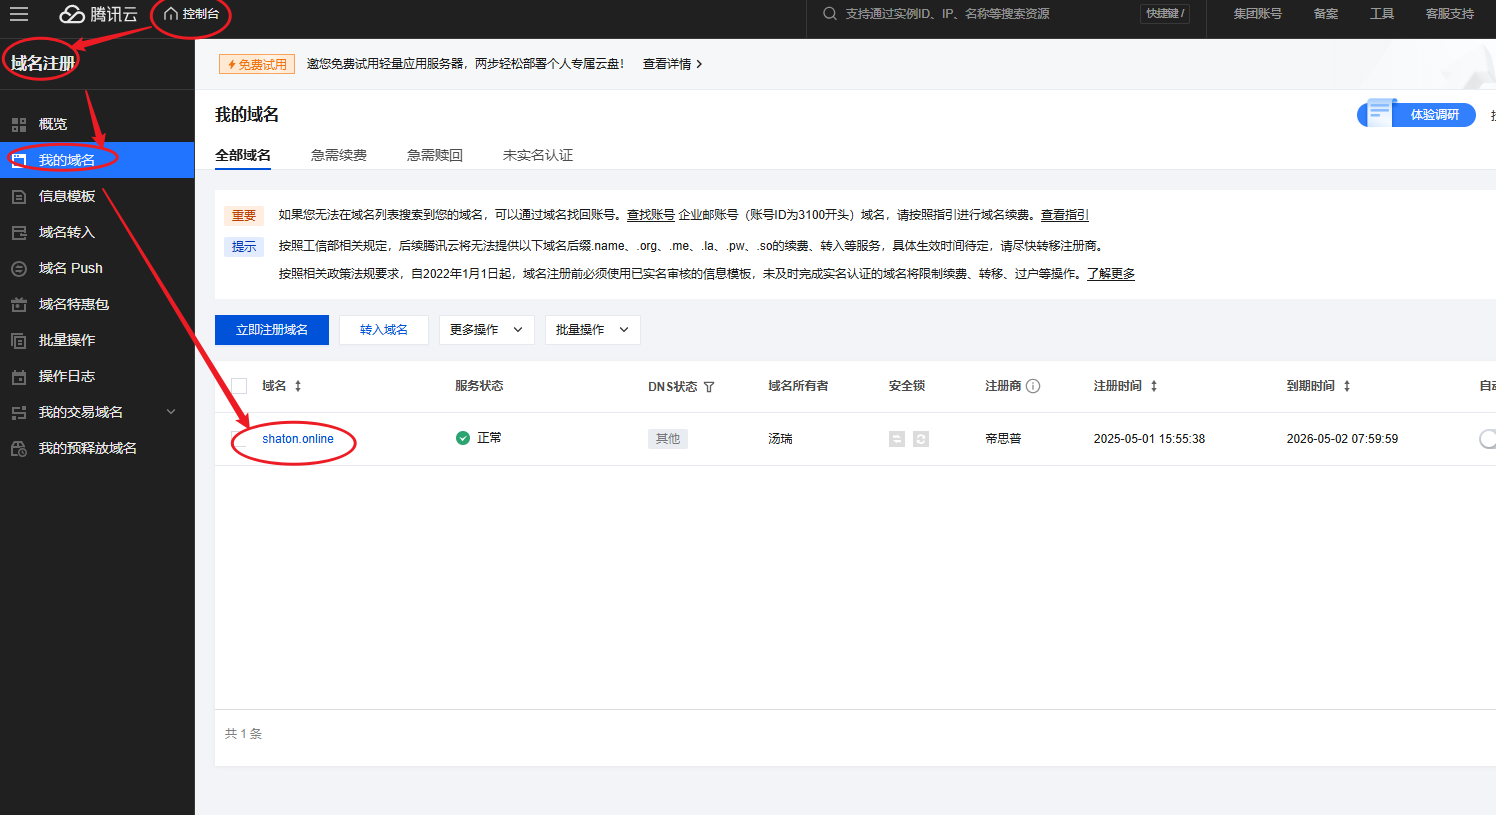 腾讯云
控制台
支持通过实例ID、IP、名称等搜索资源
快捷键 /
集团账号
备案
工具
客服支持
域名注册
概览
我的域名
信息模板
域名转入
域名 Push
域名特惠包
批量操作
操作日志
我的交易域名
我的预释放域名
免费试用 邀您免费试用轻量应用服务器，两步轻松部署个人专属云盘！ 查看详情
我的域名
体验调研
全部域名 急需续费 急需赎回 未实名认证
重要 如果您无法在域名列表搜索到您的域名，可以通过域名找回账号。查找账号 企业邮账号（账号ID为3100开头）域名，请按照指引进行域名续费。查看指引
提示 按照工信部相关规定，后续腾讯云将无法提供以下域名后缀.name、.org、.me、.la、.pw、.so的续费、转入等服务，具体生效时间待定，请尽快转移注册商。
按照相关政策法规要求，自2022年1月1日起，域名注册前必须使用已实名审核的信息模板，未及时完成实名认证的域名将限制续费、转移、过户等操作。了解更多
立即注册域名 转入域名 更多操作 批量操作
域名 服务状态 DNS状态 域名所有者 安全锁 注册商 注册时间 到期时间 自
shaton.online 正常 其他 汤瑞 帝思普 2025-05-01 15:55:38 2026-05-02 07:59:59
共 1 条